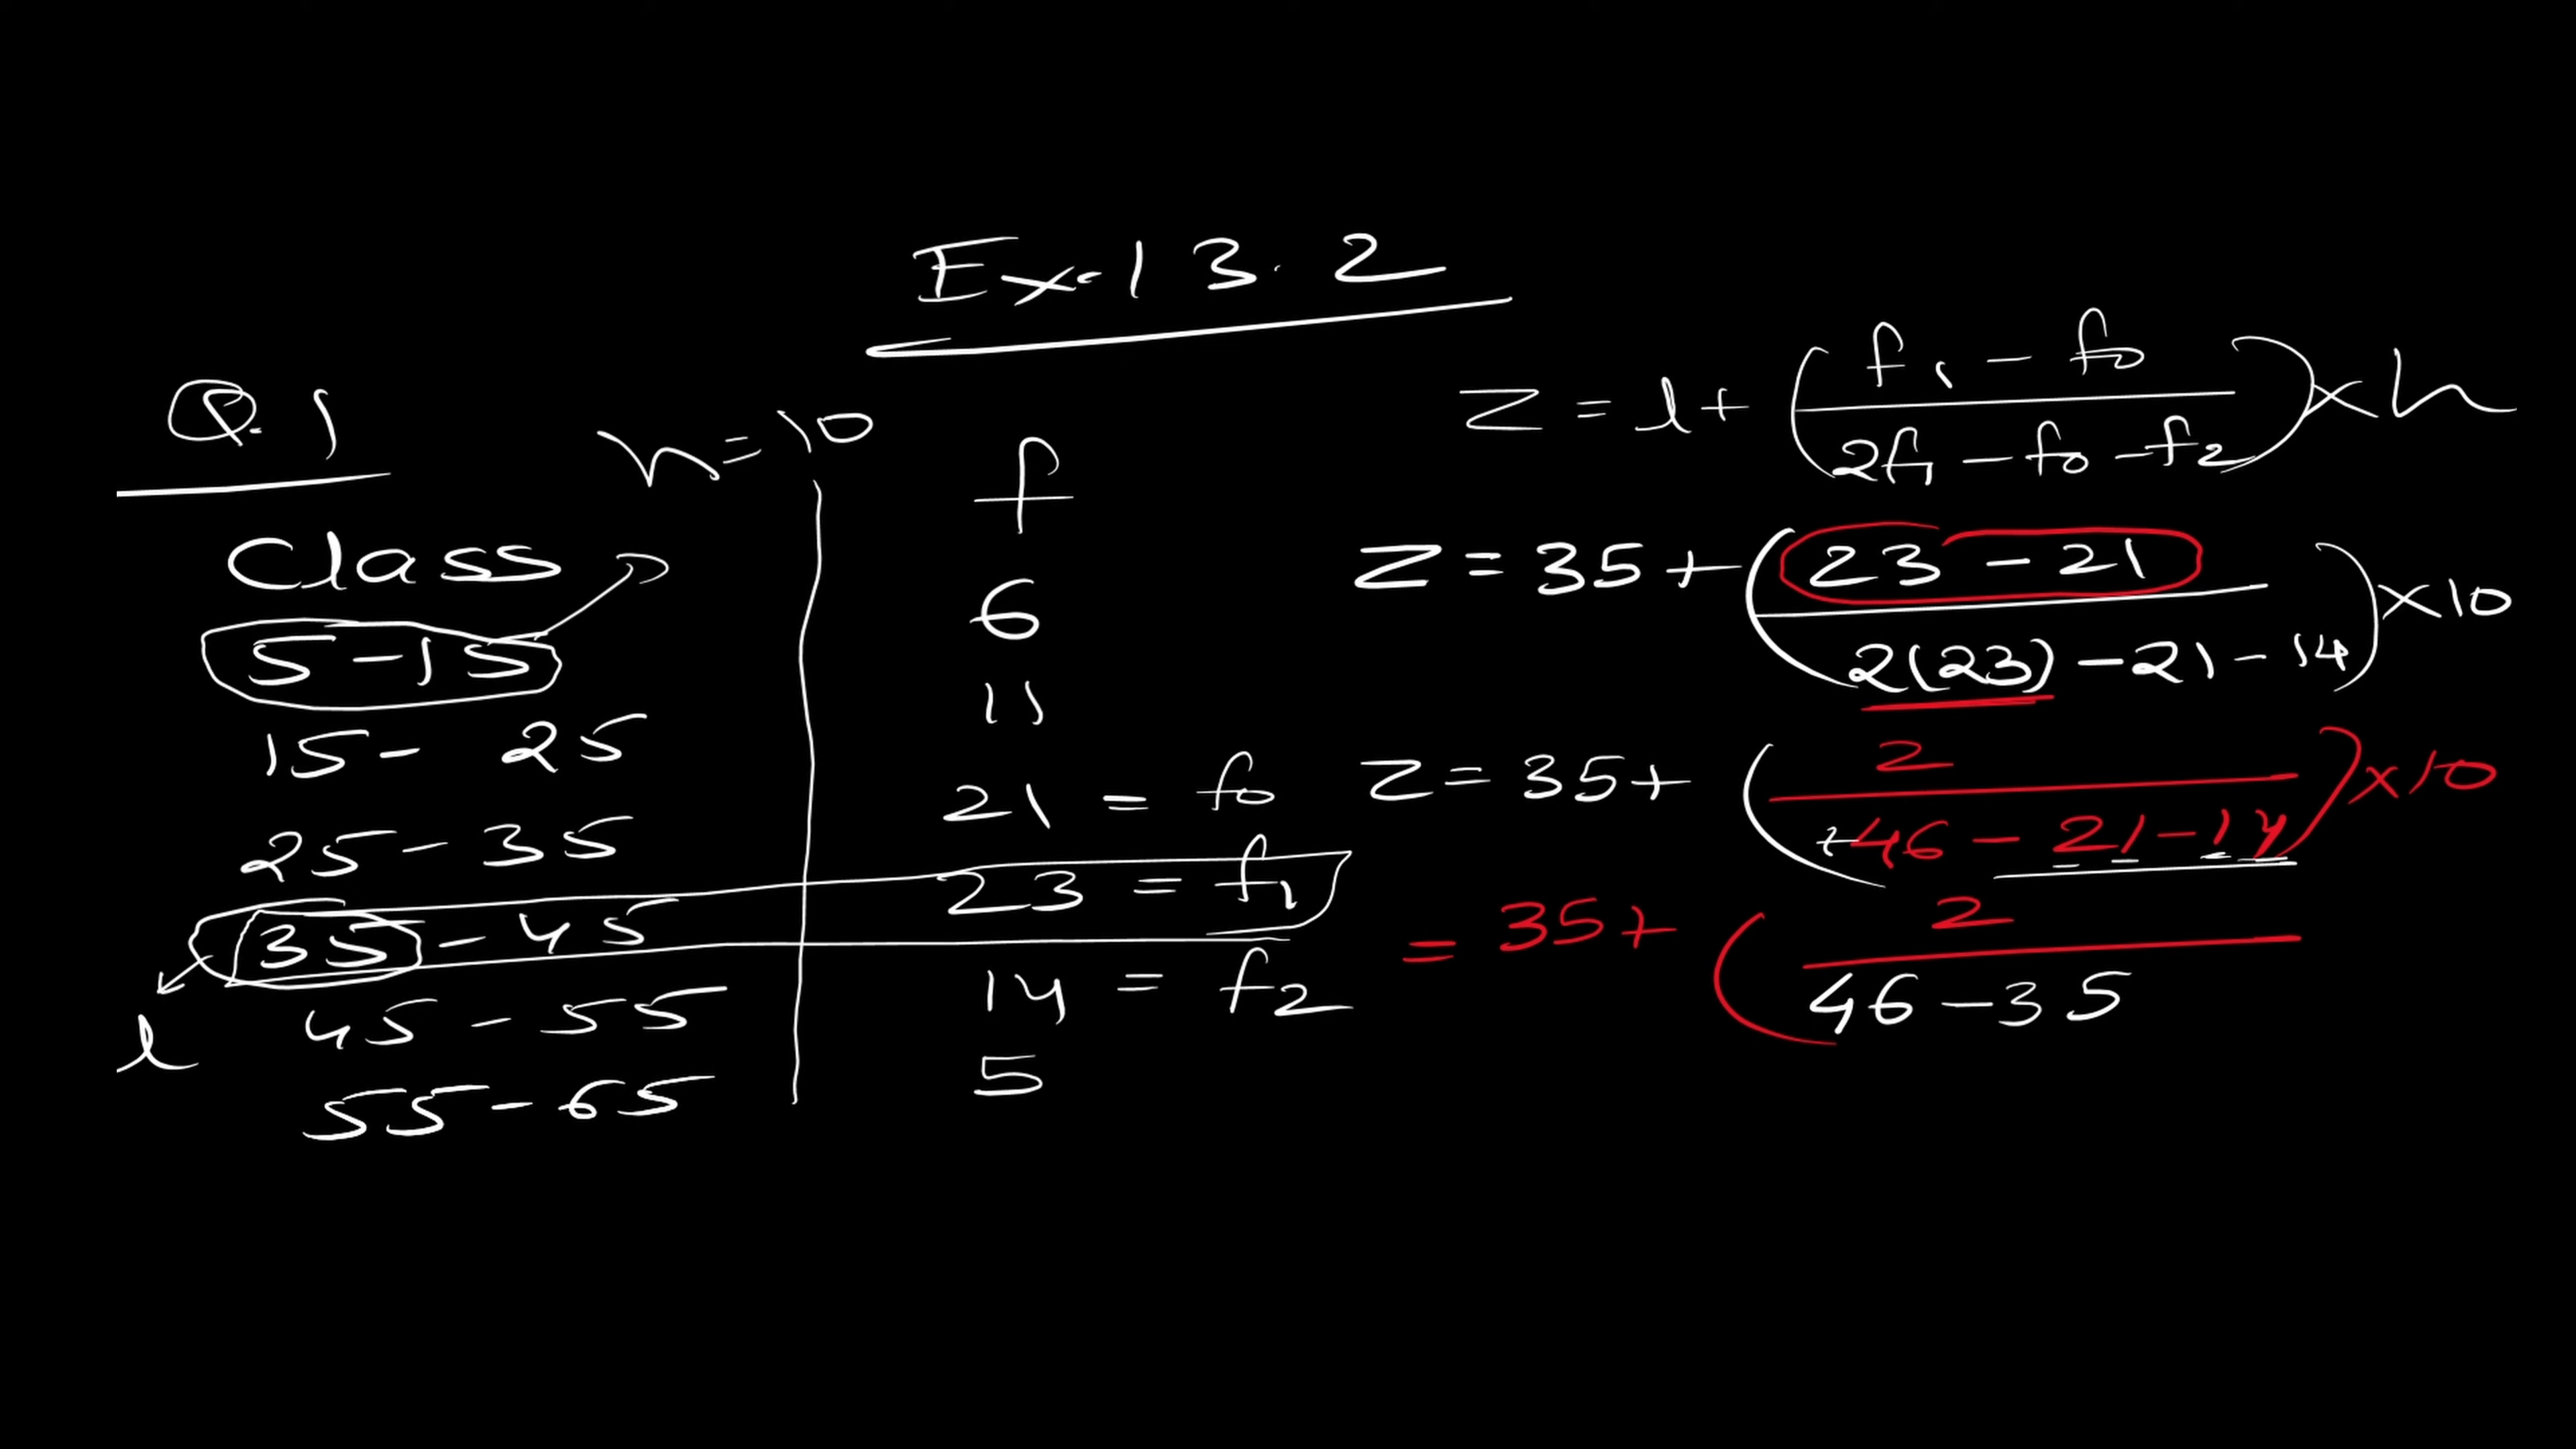 Ex-13.2
Q.1
h=10
Class
5-15
15- 25
25-35
35-45
l
45-55
55-65
f
6
11
21 = f0
23 = f1
14 = f2
5
Z = l + (f1 - f0 / 2f1 - f0 - f2) × h
Z = 35 + (23 - 21 / 2(23) - 21 - 14) × 10
Z = 35 + (2 / +46 - 21 - 14) × 10
= 35 + (2 / 46 - 35